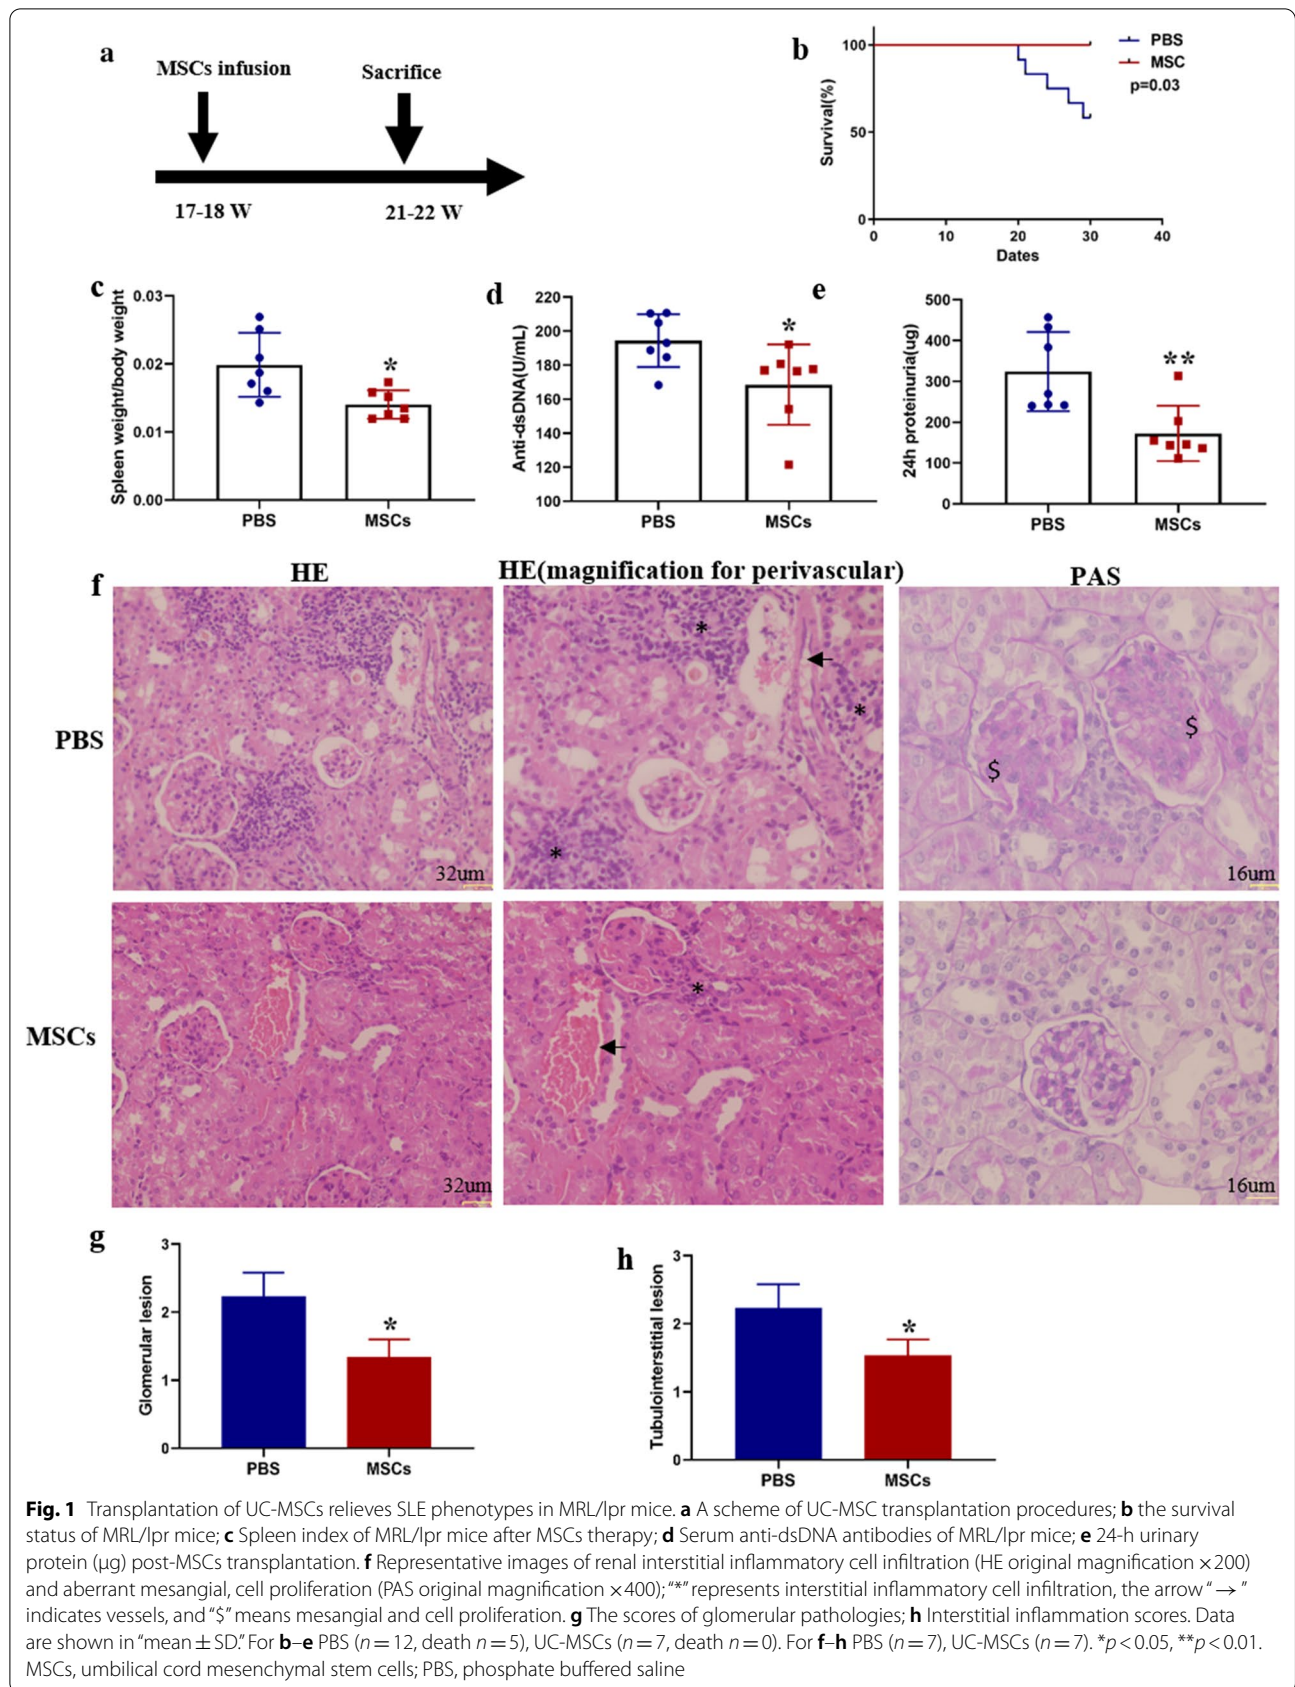 a
MSCs infusion
Sacrifice
17-18 W
21-22 W
b
Survival(%)
100
50
0
0 10 20 30 40
Dates
PBS
MSC
p=0.03
c
Spleen weight/body weight
0.03
0.02
0.01
0.00
*
PBS MSCs
d
Anti-dsDNA(U/mL)
220
200
180
160
140
120
100
*
PBS MSCs
e
24h proteinuria(ug)
500
400
300
200
100
0
**
PBS MSCs
f
HE
HE(magnification for perivascular)
PAS
PBS
32um
*
*
*
$
$
16um
MSCs
32um
*
16um
g
Glomerular lesion
3
2
1
0
*
PBS MSCs
h
Tubulointerstitial lesion
3
2
1
0
*
PBS MSCs
Fig. 1 Transplantation of UC-MSCs relieves SLE phenotypes in MRL/lpr mice. a A scheme of UC-MSC transplantation procedures; b the survival
status of MRL/lpr mice; c Spleen index of MRL/lpr mice after MSCs therapy; d Serum anti-dsDNA antibodies of MRL/lpr mice; e 24-h urinary
protein (μg) post-MSCs transplantation. f Representative images of renal interstitial inflammatory cell infiltration (HE original magnification ×200)
and aberrant mesangial, cell proliferation (PAS original magnification ×400); “*” represents interstitial inflammatory cell infiltration, the arrow “→”
indicates vessels, and “$” means mesangial and cell proliferation. g The scores of glomerular pathologies; h Interstitial inflammation scores. Data
are shown in “mean ± SD.” For b–e PBS (n = 12, death n = 5), UC-MSCs (n = 7, death n = 0). For f–h PBS (n = 7), UC-MSCs (n = 7). *p < 0.05, **p < 0.01.
MSCs, umbilical cord mesenchymal stem cells; PBS, phosphate buffered saline